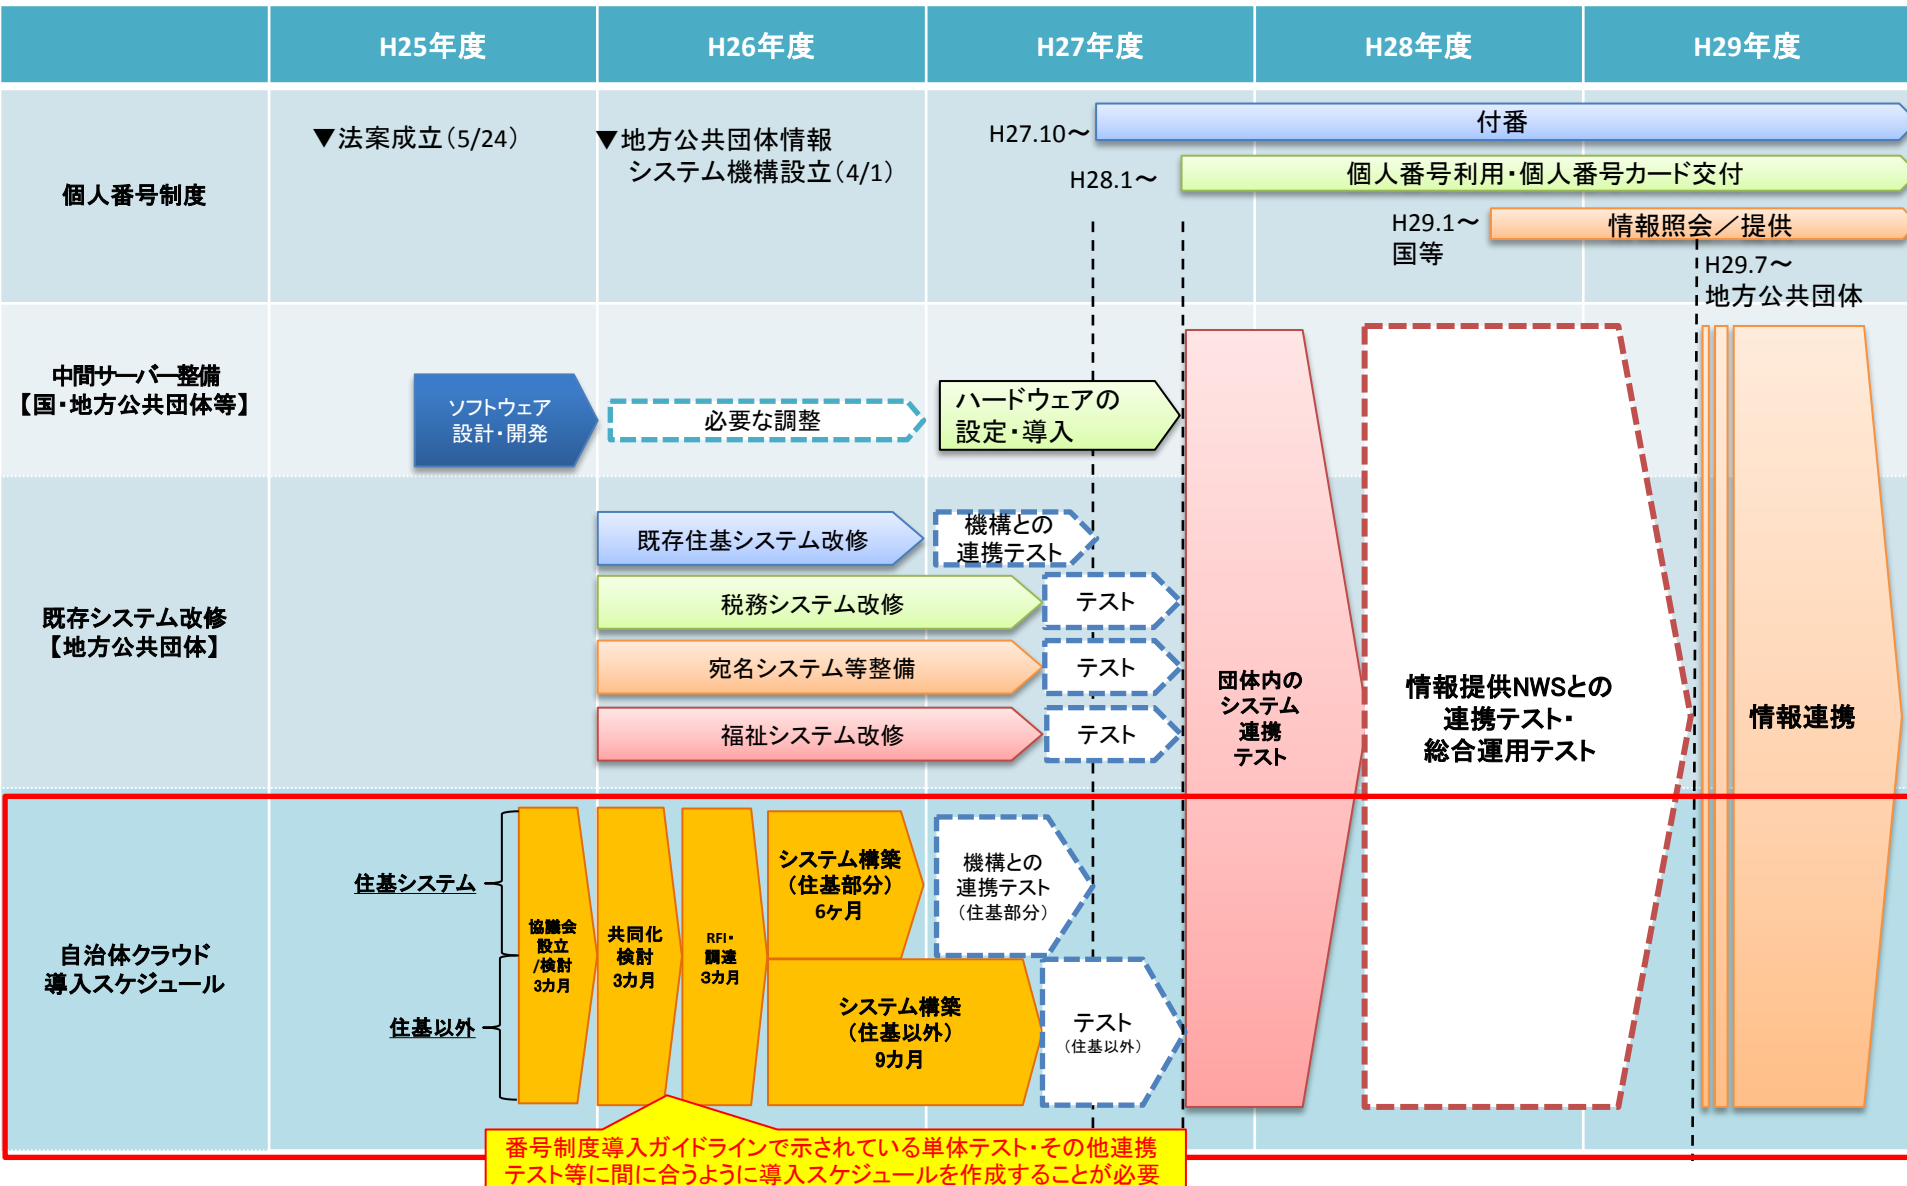 H25年度
H26年度
H27年度
H28年度
H29年度
個人番号制度
▼法案成立(5/24)
▼地方公共団体情報
システム機構設立(4/1)
H27.10～
付番
H28.1～
個人番号利用・個人番号カード交付
H29.1～
国等
情報照会／提供
H29.7～
地方公共団体
中間サーバー整備
【国・地方公共団体等】
ソフトウェア
設計・開発
必要な調整
ハードウェアの
設定・導入
既存システム改修
【地方公共団体】
既存住基システム改修
機構との
連携テスト
税務システム改修
テスト
宛名システム等整備
テスト
福祉システム改修
テスト
団体内の
システム
連携
テスト
情報提供NWSとの
連携テスト・
総合運用テスト
情報連携
自治体クラウド
導入スケジュール
住基システム
住基以外
協議会
設立
/検討
3カ月
共同化
検討
3カ月
RFI・
調達
3カ月
システム構築
(住基部分)
6ヶ月
機構との
連携テスト
(住基部分)
システム構築
(住基以外)
9カ月
テスト
(住基以外)
番号制度導入ガイドラインで示されている単体テスト・その他連携
テスト等に間に合うように導入スケジュールを作成することが必要